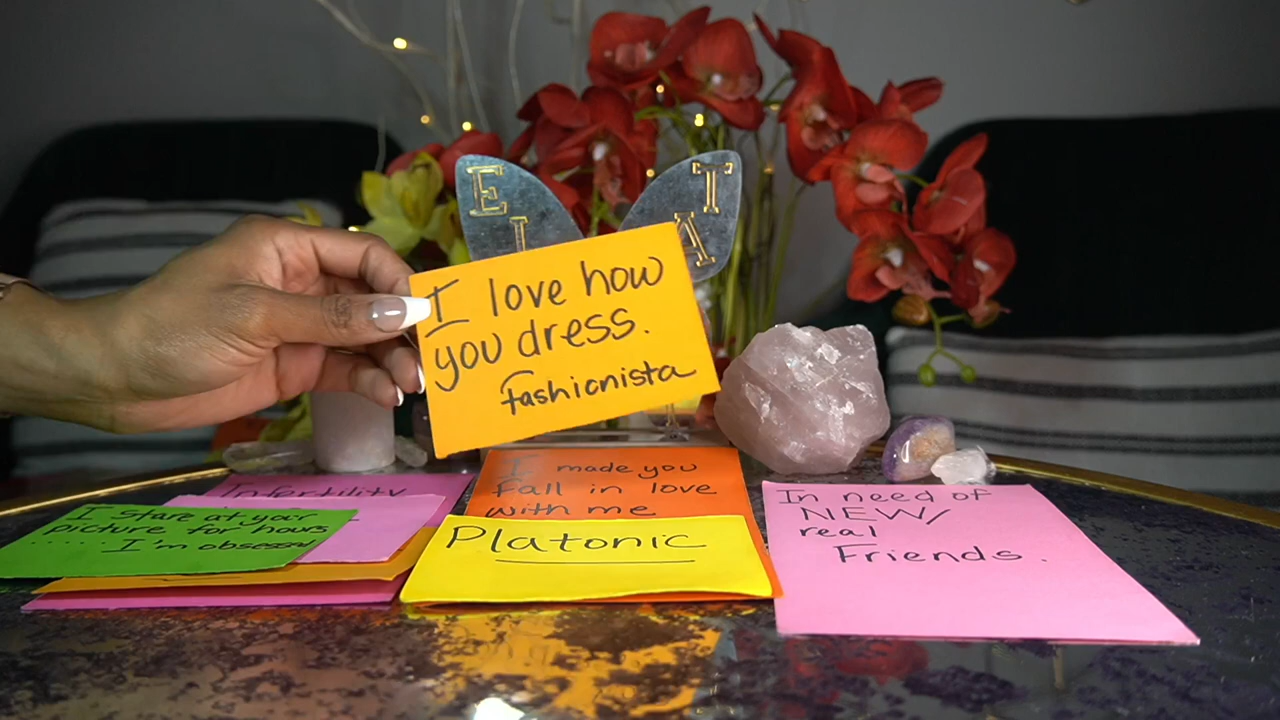 E T
I A
I love how
you dress.
fashionista
Infertility
I stare at your
picture for hours
..... I'm obsessed
I made you
fall in love
with me
Platonic
In need of
NEW/
real
Friends.